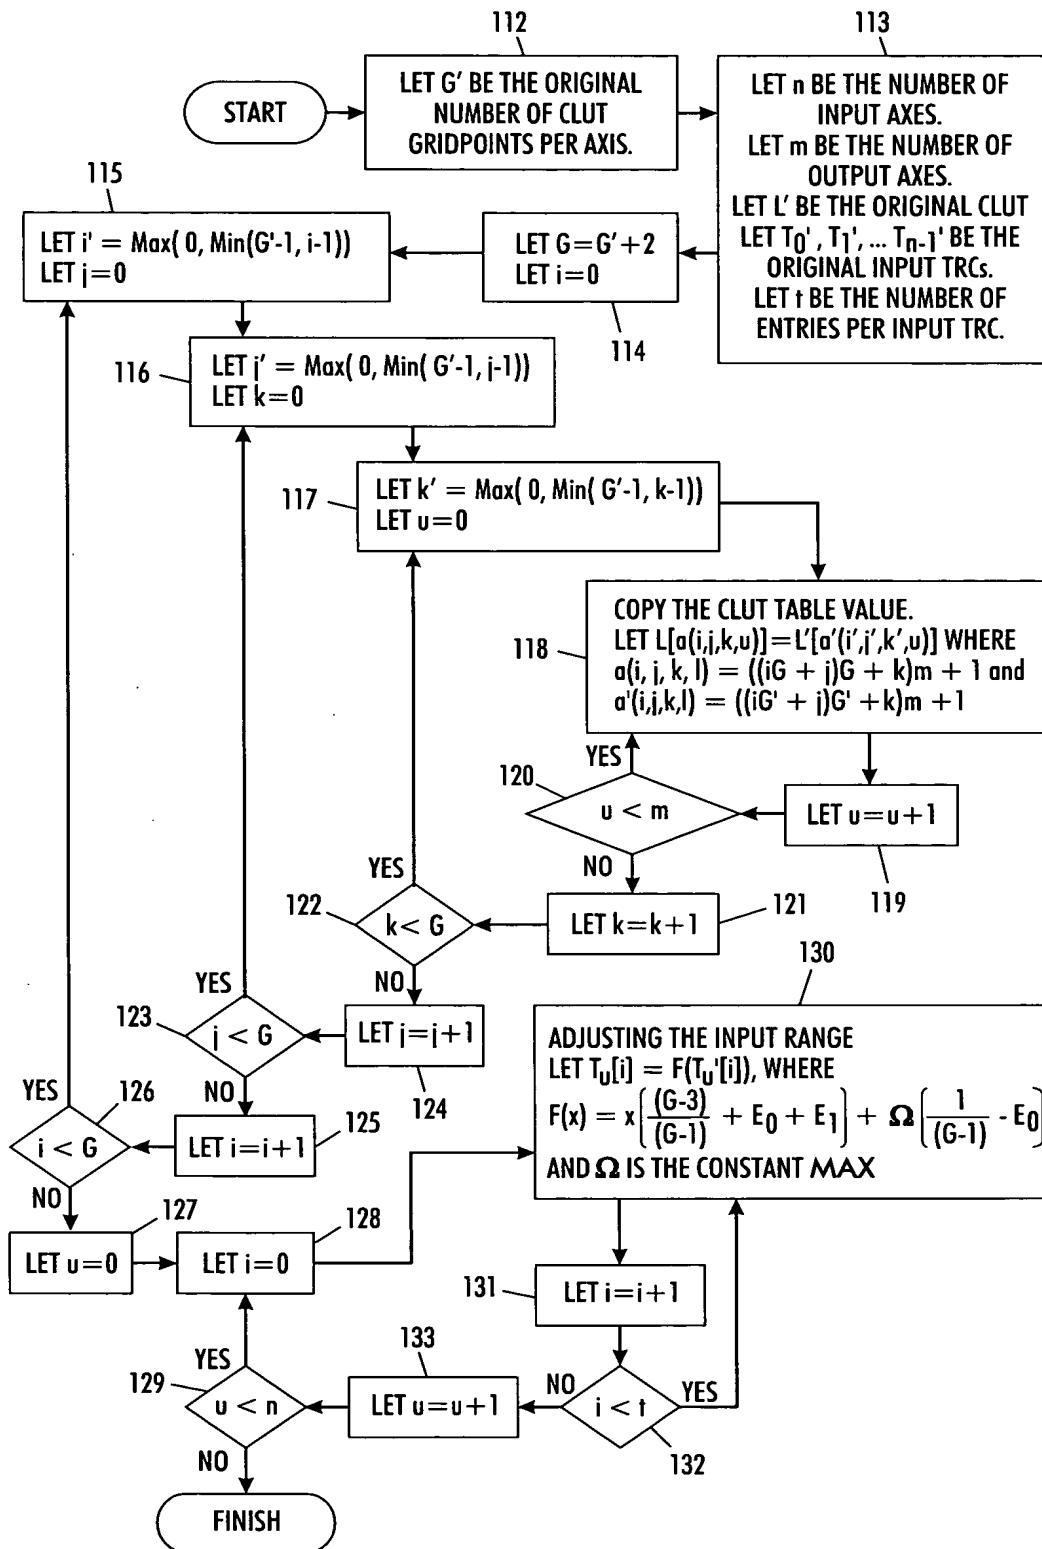 112
113
START
LET G' BE THE ORIGINAL
NUMBER OF CLUT
GRIDPOINTS PER AXIS.
LET n BE THE NUMBER OF
INPUT AXES.
LET m BE THE NUMBER OF
OUTPUT AXES.
LET L' BE THE ORIGINAL CLUT
LET T0', T1', ... Tn-1' BE THE
ORIGINAL INPUT TRCs.
LET t BE THE NUMBER OF
ENTRIES PER INPUT TRC.
115
LET i' = Max( 0, Min(G'-1, i-1))
LET j=0
LET G=G'+2
LET i=0
114
116
LET j' = Max( 0, Min( G'-1, j-1))
LET k=0
117
LET k' = Max( 0, Min( G'-1, k-1))
LET u=0
118
COPY THE CLUT TABLE VALUE.
LET L[a(i,j,k,u)]=L'[a'(i',j',k',u)] WHERE
a(i, j, k, l) = ((iG + j)G + k)m + 1 and
a'(i,j,k,l) = ((iG' + j)G' +k)m +1
YES
120
u < m
LET u=u+1
119
NO
YES
122
k< G
LET k=k+1
121
NO
130
YES
123
j < G
LET j=j+1
124
NO
ADJUSTING THE INPUT RANGE
LET Tu[i] = F(Tu'[i]), WHERE
F(x) = x((G-3)/(G-1) + E0 + E1) + Ω(1/(G-1) - E0)
AND Ω IS THE CONSTANT MAX
YES
126
i < G
LET i=i+1
125
NO
127
128
LET u=0
LET i=0
131
LET i=i+1
133
YES
129
u < n
LET u=u+1
NO
i < t
YES
132
NO
FINISH